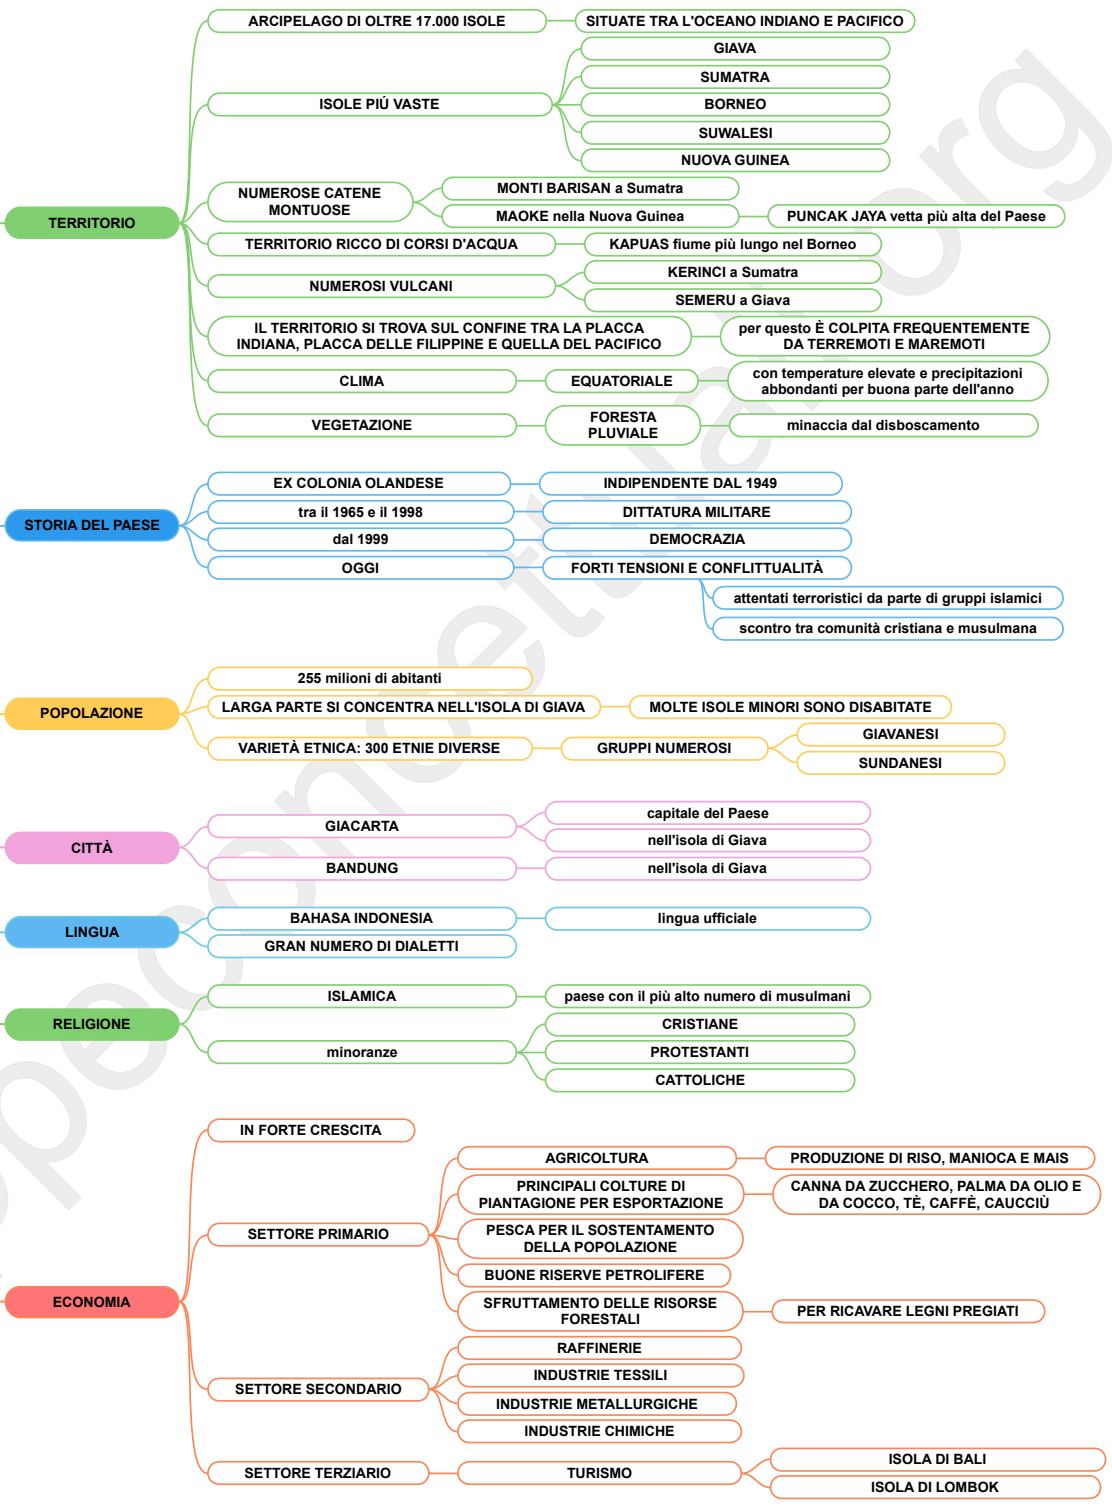 TERRITORIO
ARCIPELAGO DI OLTRE 17.000 ISOLE
SITUATE TRA L'OCEANO INDIANO E PACIFICO
ISOLE PIÚ VASTE
GIAVA
SUMATRA
BORNEO
SUWALESI
NUOVA GUINEA
NUMEROSE CATENE
MONTUOSE
MONTI BARISAN a Sumatra
MAOKE nella Nuova Guinea
PUNCAK JAYA vetta più alta del Paese
TERRITORIO RICCO DI CORSI D'ACQUA
KAPUAS fiume più lungo nel Borneo
NUMEROSI VULCANI
KERINCI a Sumatra
SEMERU a Giava
IL TERRITORIO SI TROVA SUL CONFINE TRA LA PLACCA
INDIANA, PLACCA DELLE FILIPPINE E QUELLA DEL PACIFICO
per questo È COLPITA FREQUENTEMENTE
DA TERREMOTI E MAREMOTI
CLIMA
EQUATORIALE
con temperature elevate e precipitazioni
abbondanti per buona parte dell'anno
VEGETAZIONE
FORESTA
PLUVIALE
minaccia dal disboscamento
STORIA DEL PAESE
EX COLONIA OLANDESE
INDIPENDENTE DAL 1949
tra il 1965 e il 1998
DITTATURA MILITARE
dal 1999
DEMOCRAZIA
OGGI
FORTI TENSIONI E CONFLITTUALITÀ
attentati terroristici da parte di gruppi islamici
scontro tra comunità cristiana e musulmana
POPOLAZIONE
255 milioni di abitanti
LARGA PARTE SI CONCENTRA NELL'ISOLA DI GIAVA
MOLTE ISOLE MINORI SONO DISABITATE
VARIETÀ ETNICA: 300 ETNIE DIVERSE
GRUPPI NUMEROSI
GIAVANESI
SUNDANESI
CITTÀ
GIACARTA
capitale del Paese
nell'isola di Giava
BANDUNG
nell'isola di Giava
LINGUA
BAHASA INDONESIA
lingua ufficiale
GRAN NUMERO DI DIALETTI
RELIGIONE
ISLAMICA
paese con il più alto numero di musulmani
minoranze
CRISTIANE
PROTESTANTI
CATTOLICHE
ECONOMIA
IN FORTE CRESCITA
SETTORE PRIMARIO
AGRICOLTURA
PRODUZIONE DI RISO, MANIOCA E MAIS
PRINCIPALI COLTURE DI
PIANTAGIONE PER ESPORTAZIONE
CANNA DA ZUCCHERO, PALMA DA OLIO E
DA COCCO, TÈ, CAFFÈ, CAUCCIÙ
PESCA PER IL SOSTENTAMENTO
DELLA POPOLAZIONE
BUONE RISERVE PETROLIFERE
SFRUTTAMENTO DELLE RISORSE
FORESTALI
PER RICAVARE LEGNI PREGIATI
SETTORE SECONDARIO
RAFFINERIE
INDUSTRIE TESSILI
INDUSTRIE METALLURGICHE
INDUSTRIE CHIMICHE
SETTORE TERZIARIO
TURISMO
ISOLA DI BALI
ISOLA DI LOMBOK